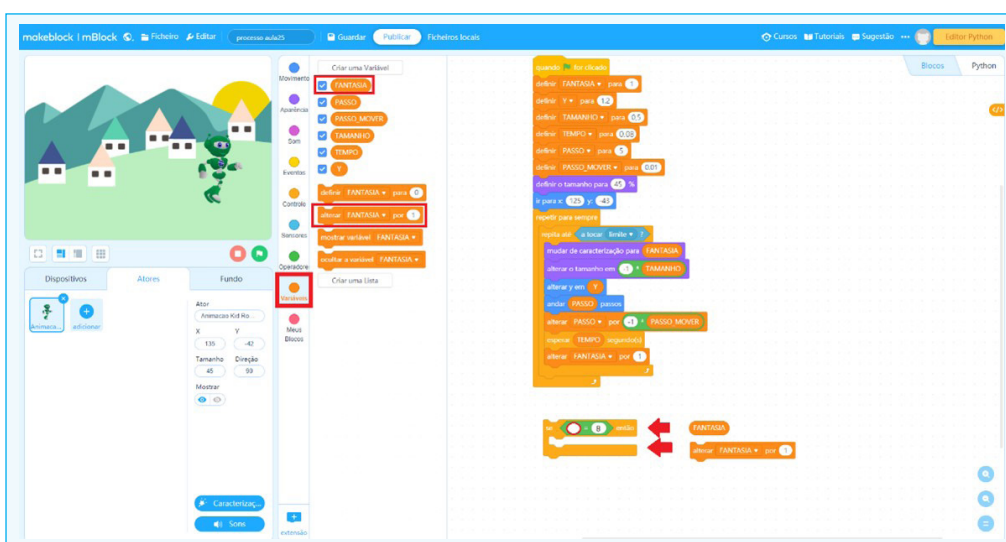 makeblock | mBlock Ficheiro Editar processo aula25 Guardar Publicar Ficheiros locais Cursos Tutoriais Sugestão ••• Editor Python
Blocos Python
</>
Movimento
Aparência
Som
Eventos
Controlo
Sensores
Operadore
Variáveis
Meus
Blocos
extensão
Criar uma Variável
FANTASIA
PASSO
PASSO_MOVER
TAMANHO
TEMPO
Y
definir FANTASIA para 0
alterar FANTASIA por 1
mostrar variável FANTASIA
ocultar a variável FANTASIA
Criar uma Lista
Dispositivos Atores Fundo
Animacao...
adicionar
Ator
Animacao Kid Ro...
X Y
135 -42
Tamanho Direção
45 93
Mostrar
Caracterizaç...
Sons
quando for clicado
definir FANTASIA para 1
definir Y para 1.2
definir TAMANHO para 0.5
definir TEMPO para 0.08
definir PASSO para 5
definir PASSO_MOVER para 0.01
definir o tamanho para 45 %
ir para x: 125 y: -43
repetir para sempre
repita até a tocar limite ?
mudar de caracterização para FANTASIA
alterar o tamanho em -1 * TAMANHO
alterar y em Y
andar PASSO passos
alterar PASSO por -1 * PASSO_MOVER
espere TEMPO segundo(s)
alterar FANTASIA por 1
se = 8 então
FANTASIA
alterar FANTASIA por 1